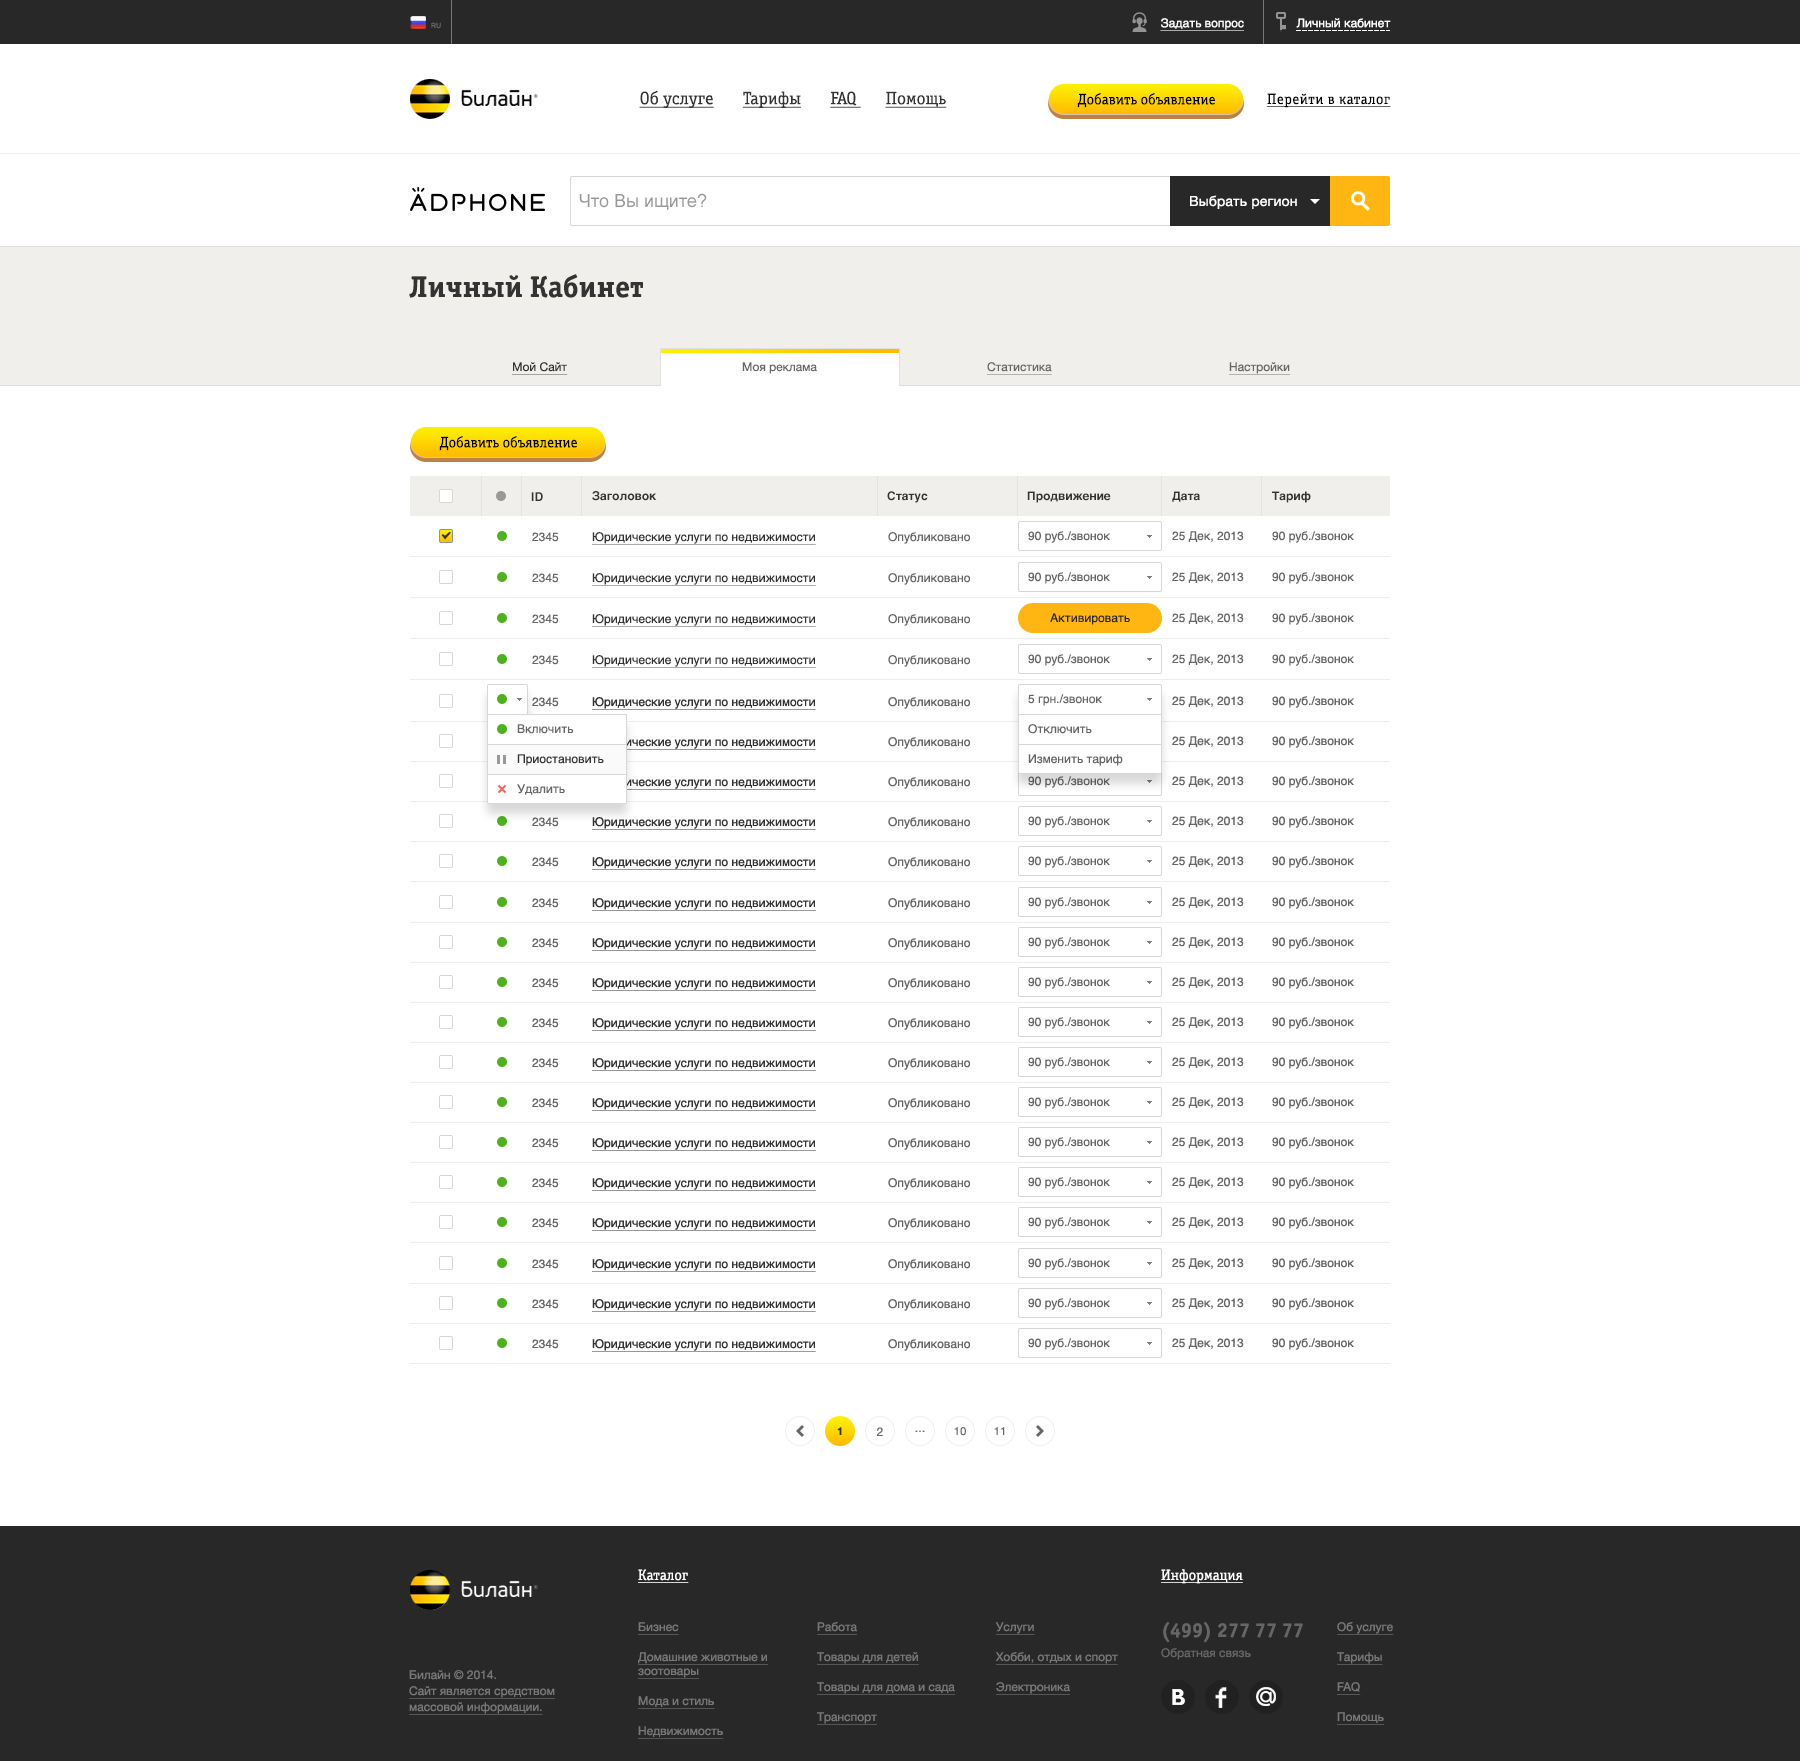 RU
Задать вопрос
Личный кабинет
Билайн®
Об услуге
Тарифы
FAQ
Помощь
Добавить объявление
Перейти в каталог
ADPHONE
Что Вы ищите?
Выбрать регион
Личный Кабинет
Мой Сайт
Моя реклама
Статистика
Настройки
Добавить объявление
ID Заголовок Статус Продвижение Дата Тариф
2345 Юридические услуги по недвижимости Опубликовано 90 руб./звонок 25 Дек, 2013 90 руб./звонок
2345 Юридические услуги по недвижимости Опубликовано 90 руб./звонок 25 Дек, 2013 90 руб./звонок
2345 Юридические услуги по недвижимости Опубликовано Активировать 25 Дек, 2013 90 руб./звонок
2345 Юридические услуги по недвижимости Опубликовано 90 руб./звонок 25 Дек, 2013 90 руб./звонок
2345 Юридические услуги по недвижимости Опубликовано 5 грн./звонок 25 Дек, 2013 90 руб./звонок
Включить
Отключить
ические услуги по недвижимости Опубликовано 25 Дек, 2013 90 руб./звонок
Приостановить
Изменить тариф
ические услуги по недвижимости Опубликовано 90 руб./звонок 25 Дек, 2013 90 руб./звонок
Удалить
2345 Юридические услуги по недвижимости Опубликовано 90 руб./звонок 25 Дек, 2013 90 руб./звонок
2345 Юридические услуги по недвижимости Опубликовано 90 руб./звонок 25 Дек, 2013 90 руб./звонок
2345 Юридические услуги по недвижимости Опубликовано 90 руб./звонок 25 Дек, 2013 90 руб./звонок
2345 Юридические услуги по недвижимости Опубликовано 90 руб./звонок 25 Дек, 2013 90 руб./звонок
2345 Юридические услуги по недвижимости Опубликовано 90 руб./звонок 25 Дек, 2013 90 руб./звонок
2345 Юридические услуги по недвижимости Опубликовано 90 руб./звонок 25 Дек, 2013 90 руб./звонок
2345 Юридические услуги по недвижимости Опубликовано 90 руб./звонок 25 Дек, 2013 90 руб./звонок
2345 Юридические услуги по недвижимости Опубликовано 90 руб./звонок 25 Дек, 2013 90 руб./звонок
2345 Юридические услуги по недвижимости Опубликовано 90 руб./звонок 25 Дек, 2013 90 руб./звонок
2345 Юридические услуги по недвижимости Опубликовано 90 руб./звонок 25 Дек, 2013 90 руб./звонок
2345 Юридические услуги по недвижимости Опубликовано 90 руб./звонок 25 Дек, 2013 90 руб./звонок
2345 Юридические услуги по недвижимости Опубликовано 90 руб./звонок 25 Дек, 2013 90 руб./звонок
2345 Юридические услуги по недвижимости Опубликовано 90 руб./звонок 25 Дек, 2013 90 руб./звонок
2345 Юридические услуги по недвижимости Опубликовано 90 руб./звонок 25 Дек, 2013 90 руб./звонок
1 2 ... 10 11
Билайн®
Билайн © 2014.
Сайт является средством
массовой информации.
Каталог
Бизнес
Домашние животные и
зоотовары
Мода и стиль
Недвижимость
Работа
Товары для детей
Товары для дома и сада
Транспорт
Услуги
Хобби, отдых и спорт
Электроника
Информация
(499) 277 77 77
Обратная связь
B f @
Об услуге
Тарифы
FAQ
Помощь